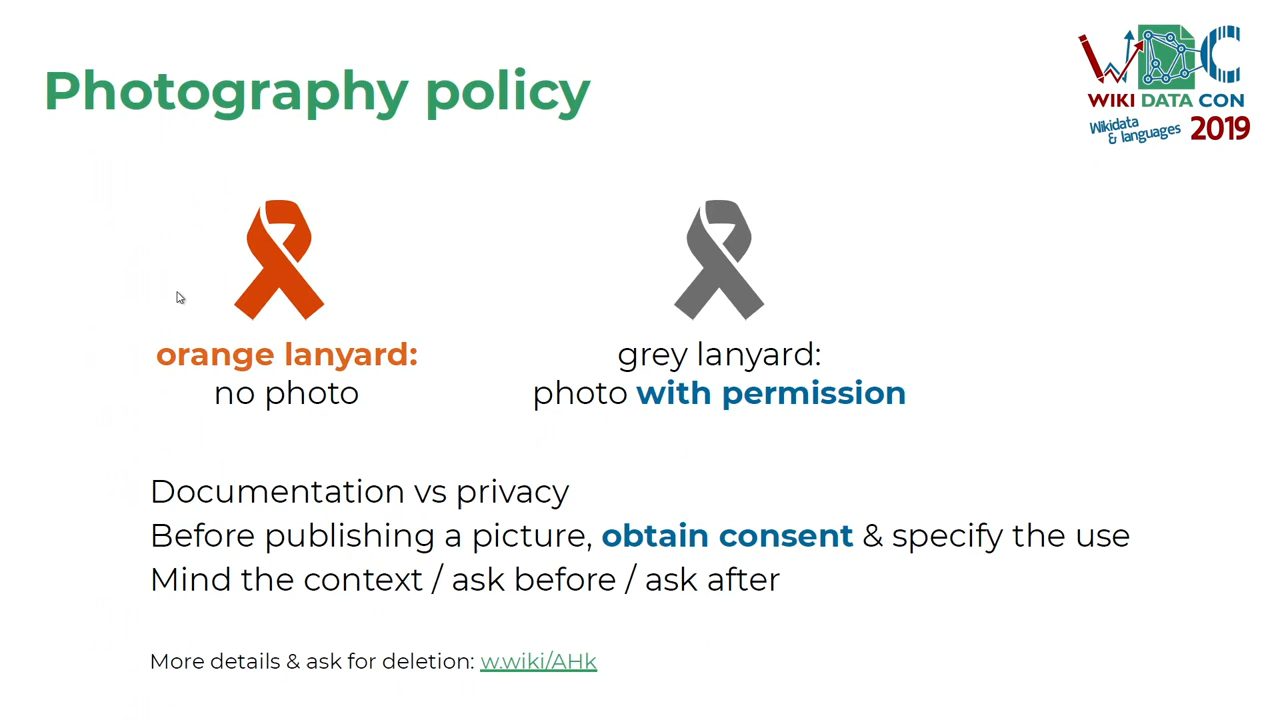 Photography policy
WDC
WIKI DATA CON
Wikidata
& languages
2019
orange lanyard:
no photo
grey lanyard:
photo with permission
Documentation vs privacy
Before publishing a picture, obtain consent & specify the use
Mind the context / ask before / ask after
More details & ask for deletion: w.wiki/AHk